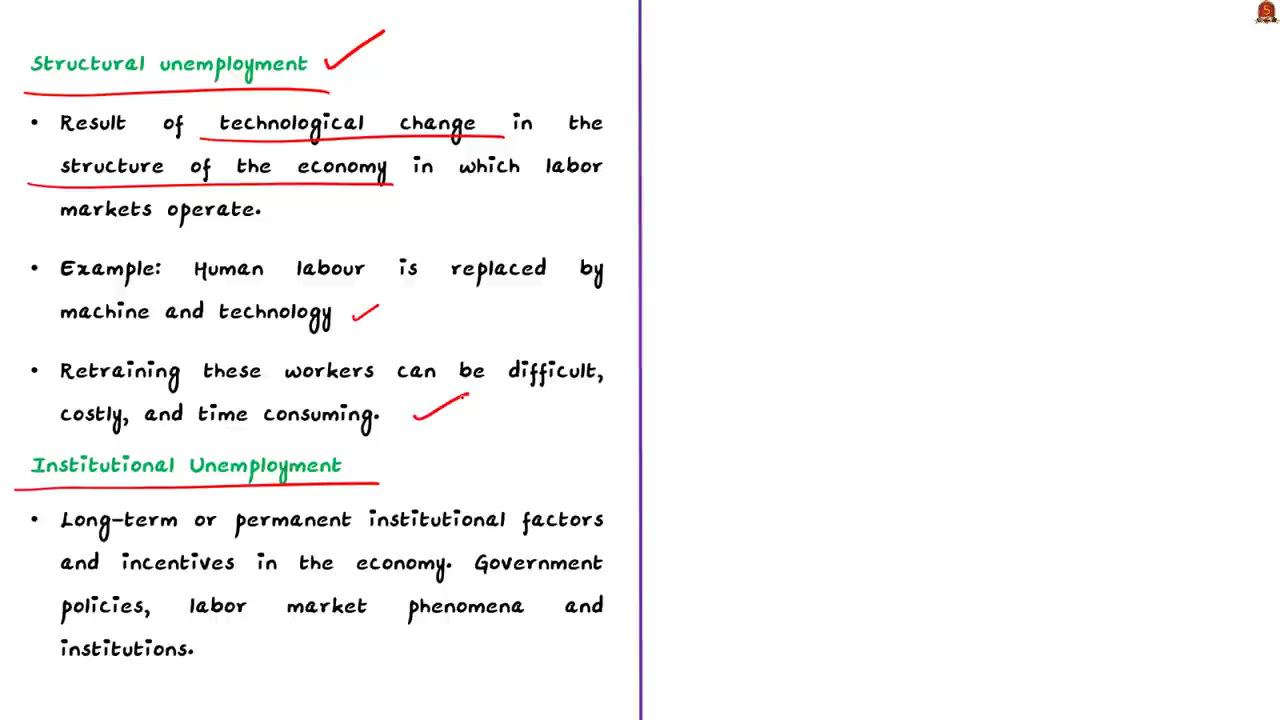 Structural unemployment
• Result of technological change in the
structure of the economy in which labor
markets operate.
• Example: Human labour is replaced by
machine and technology
• Retraining these workers can be difficult,
costly, and time consuming.
Institutional Unemployment
• Long-term or permanent institutional factors
and incentives in the economy. Government
policies, labor market phenomena and
institutions.